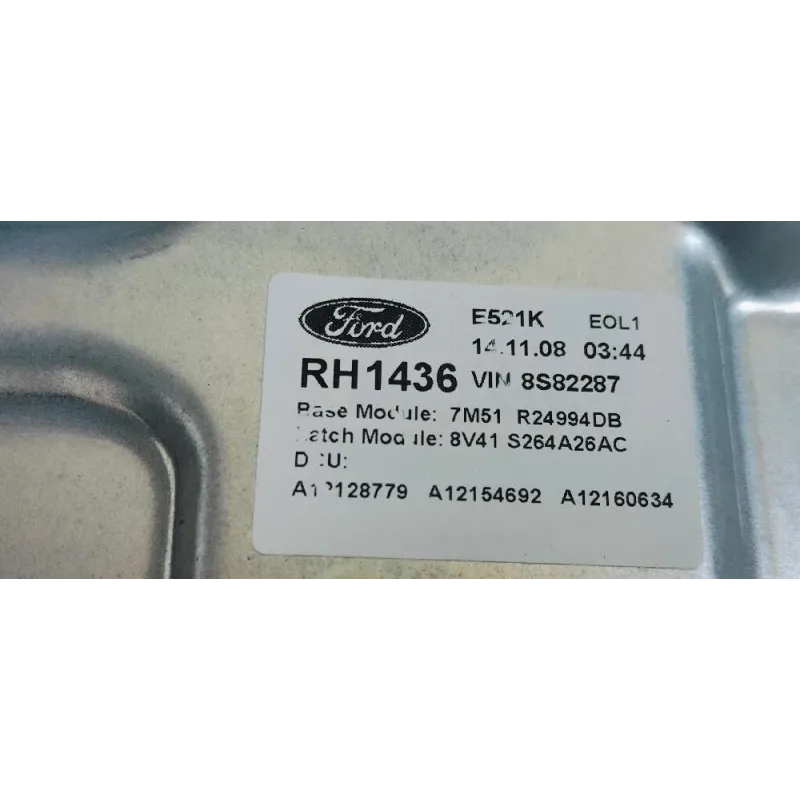 Ford E521K EOL1
14.11.08 03:44
RH1436 VIN 8S82287
Base Module: 7M51 R24994DB
Latch Module: 8V41 S264A26AC
DCU:
A12128779 A12154692 A12160634